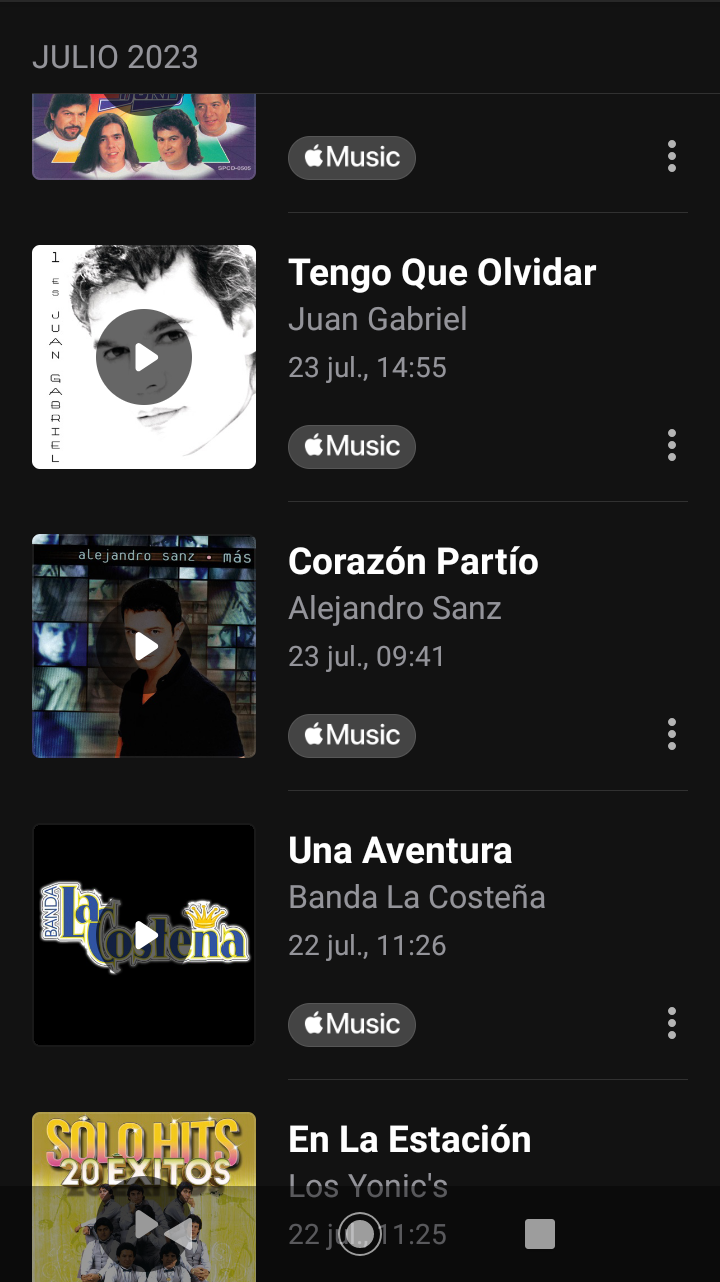 JULIO 2023
SPCD-0505
Music
1 ES JUAN GABRIEL
Tengo Que Olvidar
Juan Gabriel
23 jul., 14:55
Music
alejandro sanz • más
Corazón Partío
Alejandro Sanz
23 jul., 09:41
Music
BANDA
La
Costeña
Una Aventura
Banda La Costeña
22 jul., 11:26
Music
SOLO HITS
20 ÉXITOS
En La Estación
Los Yonic's
22 jul., 11:25